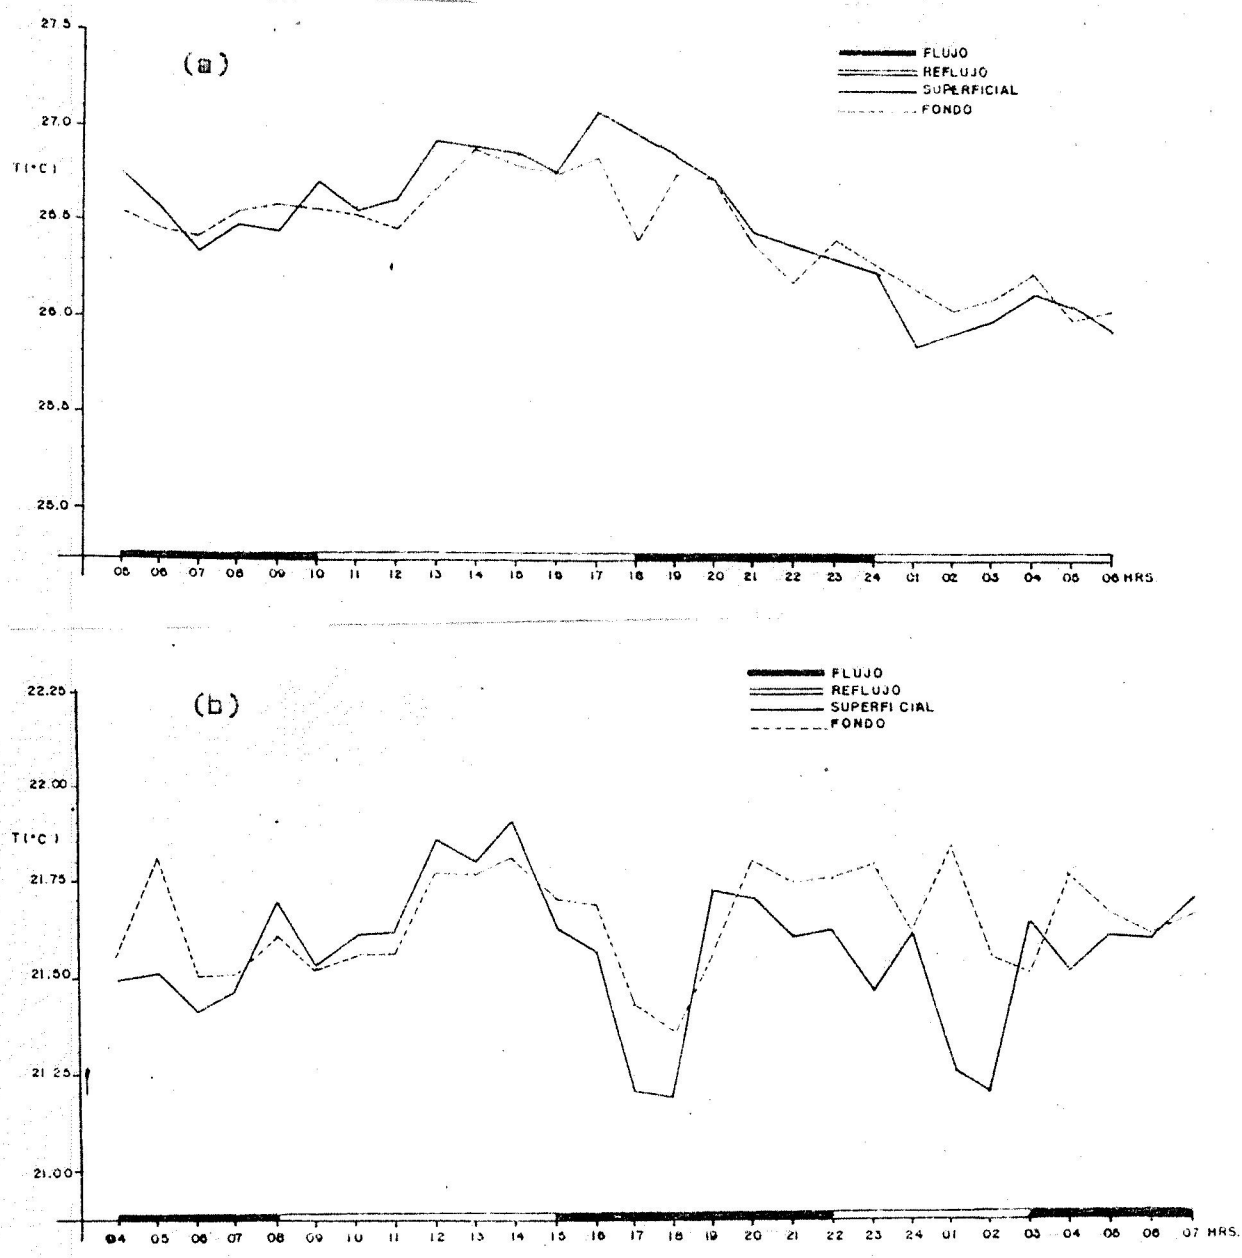 27.5
(a)
FLUJO
REFLUJO
SUPERFICIAL
FONDO
27.0
T(°C)
26.5
26.0
25.5
25.0
05 06 07 08 09 10 11 12 13 14 15 16 17 18 19 20 21 22 23 24 01 02 03 04 05 06 HRS.
22.25
(b)
FLUJO
REFLUJO
SUPERFICIAL
FONDO
22.00
T(°C)
21.75
21.50
21.25
21.00
04 05 06 07 08 09 10 11 12 13 14 15 16 17 18 19 20 21 22 23 24 01 02 03 04 05 06 07 HRS.